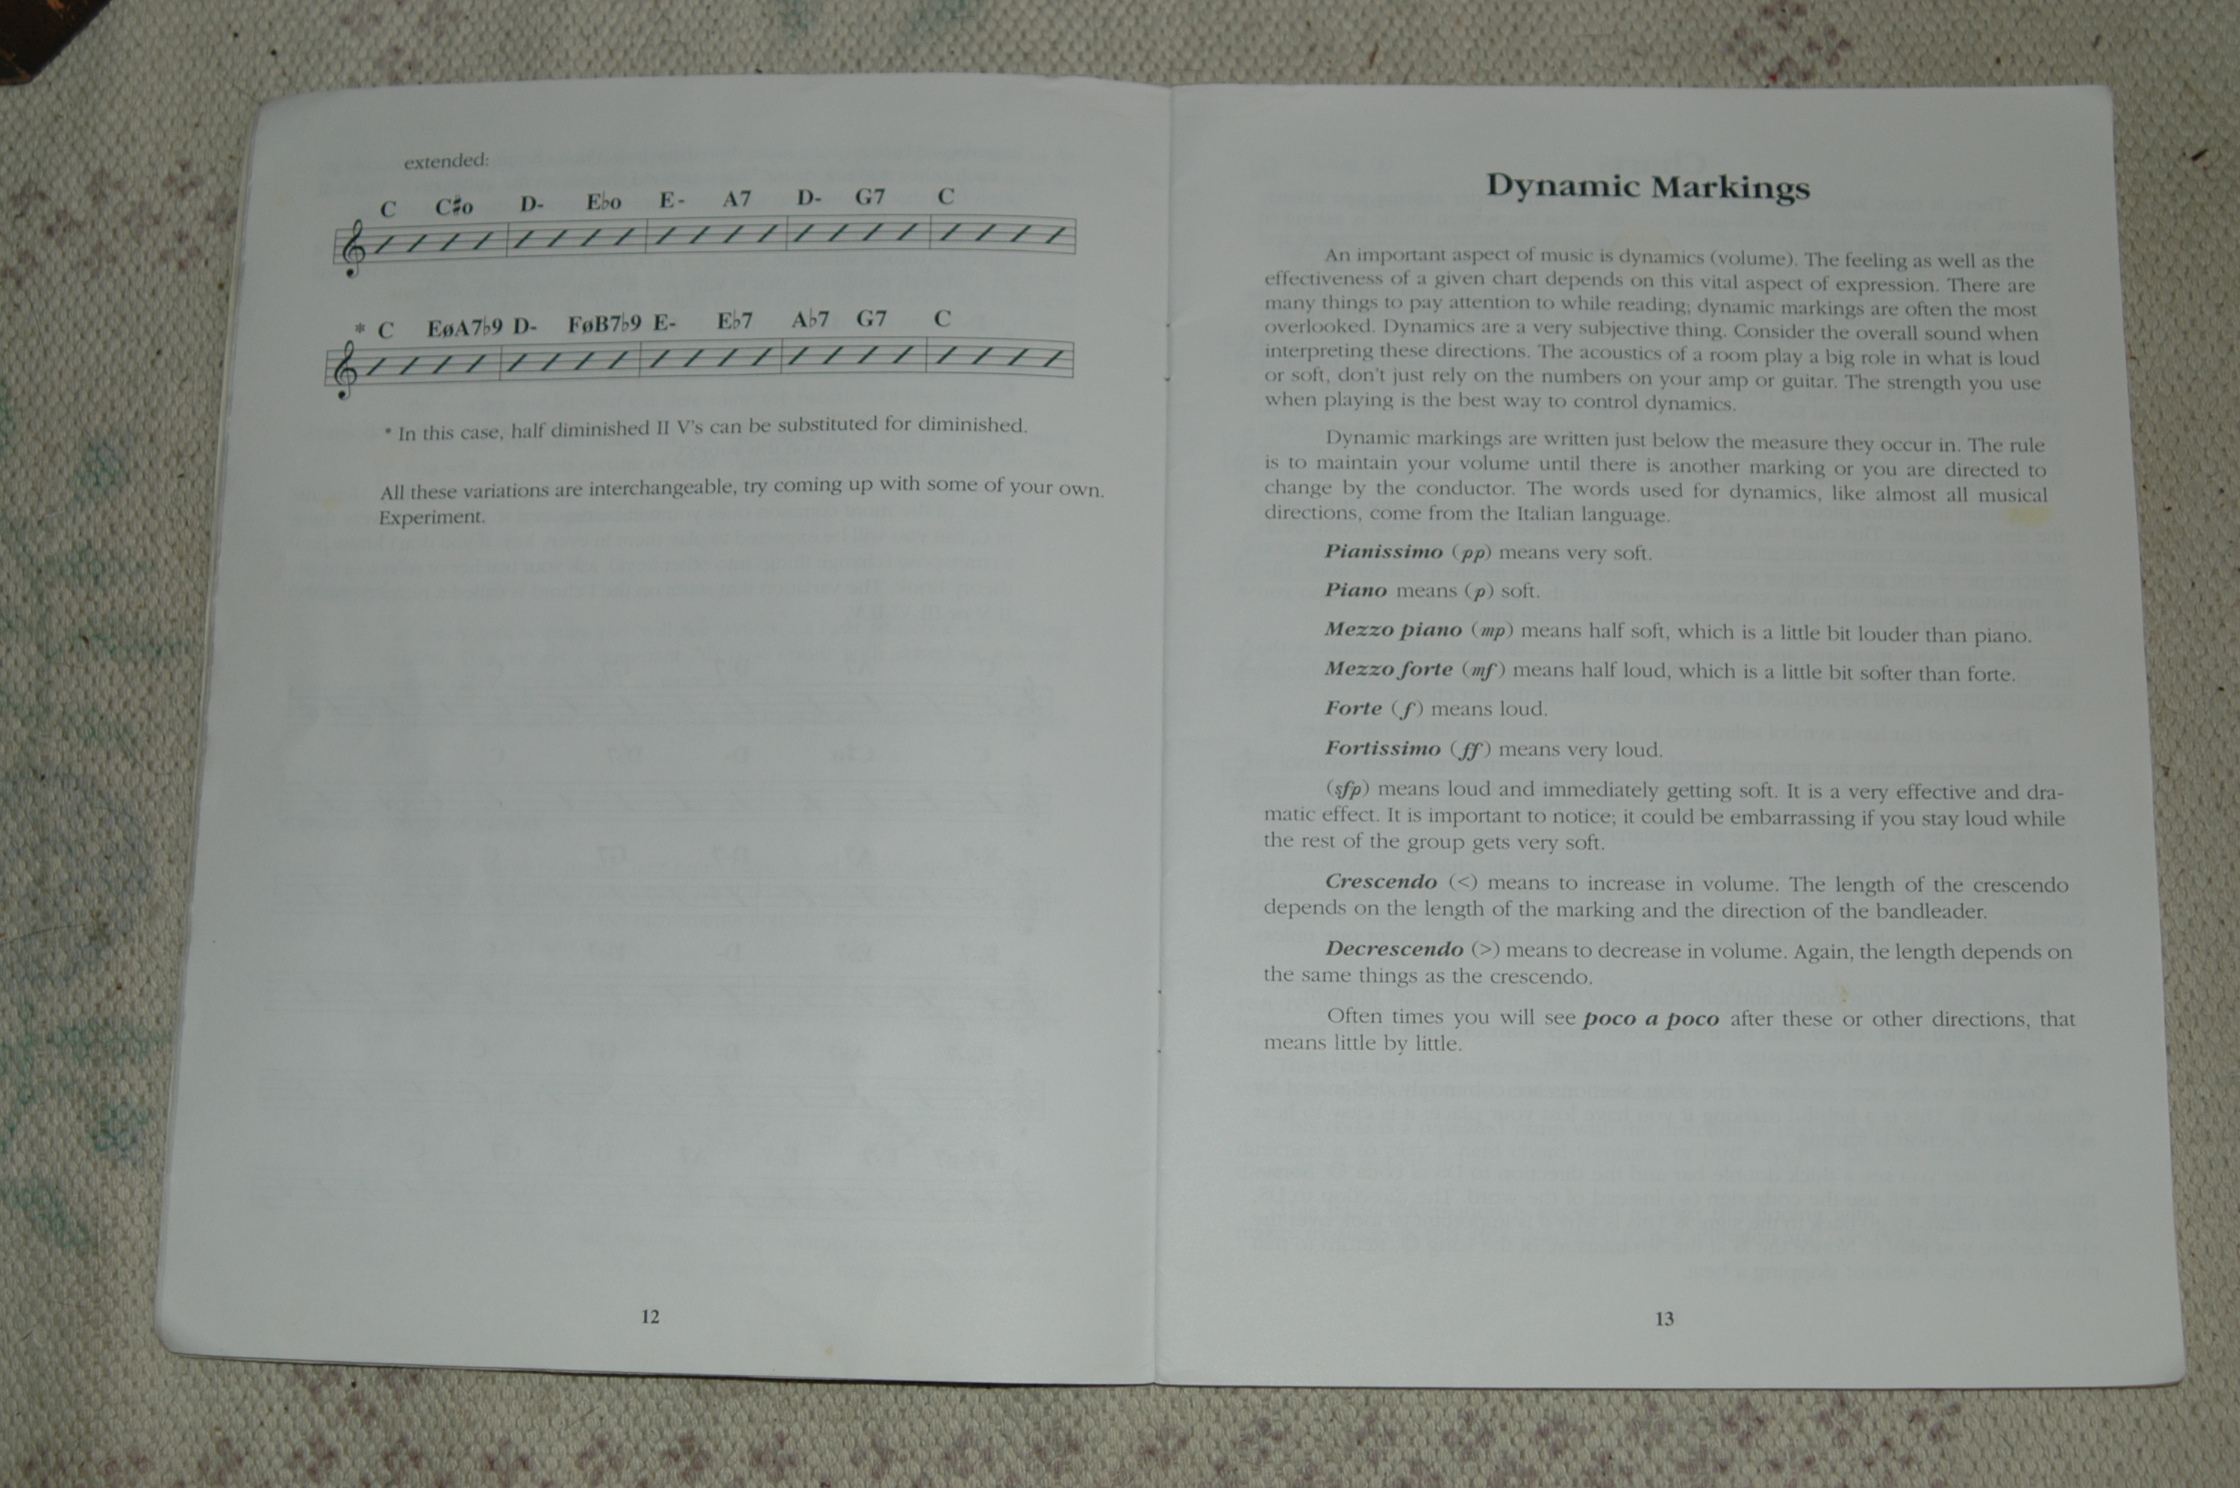 extended:
C C♯o D- E♭o E- A7 D- G7 C
* C EøA7♭9 D- FøB7♭9 E- E♭7 A♭7 G7 C
* In this case, half diminished II V's can be substituted for diminished.
All these variations are interchangeable, try coming up with some of your own.
Experiment.
12
Dynamic Markings
An important aspect of music is dynamics (volume). The feeling as well as the
effectiveness of a given chart depends on this vital aspect of expression. There are
many things to pay attention to while reading; dynamic markings are often the most
overlooked. Dynamics are a very subjective thing. Consider the overall sound when
interpreting these directions. The acoustics of a room play a big role in what is loud
or soft, don't just rely on the numbers on your amp or guitar. The strength you use
when playing is the best way to control dynamics.
Dynamic markings are written just below the measure they occur in. The rule
is to maintain your volume until there is another marking or you are directed to
change by the conductor. The words used for dynamics, like almost all musical
directions, come from the Italian language.
Pianissimo (pp) means very soft.
Piano means (p) soft.
Mezzo piano (mp) means half soft, which is a little bit louder than piano.
Mezzo forte (mf) means half loud, which is a little bit softer than forte.
Forte (f) means loud.
Fortissimo (ff) means very loud.
(sfp) means loud and immediately getting soft. It is a very effective and dra-
matic effect. It is important to notice; it could be embarrassing if you stay loud while
the rest of the group gets very soft.
Crescendo (<) means to increase in volume. The length of the crescendo
depends on the length of the marking and the direction of the bandleader.
Decrescendo (>) means to decrease in volume. Again, the length depends on
the same things as the crescendo.
Often times you will see poco a poco after these or other directions, that
means little by little.
13